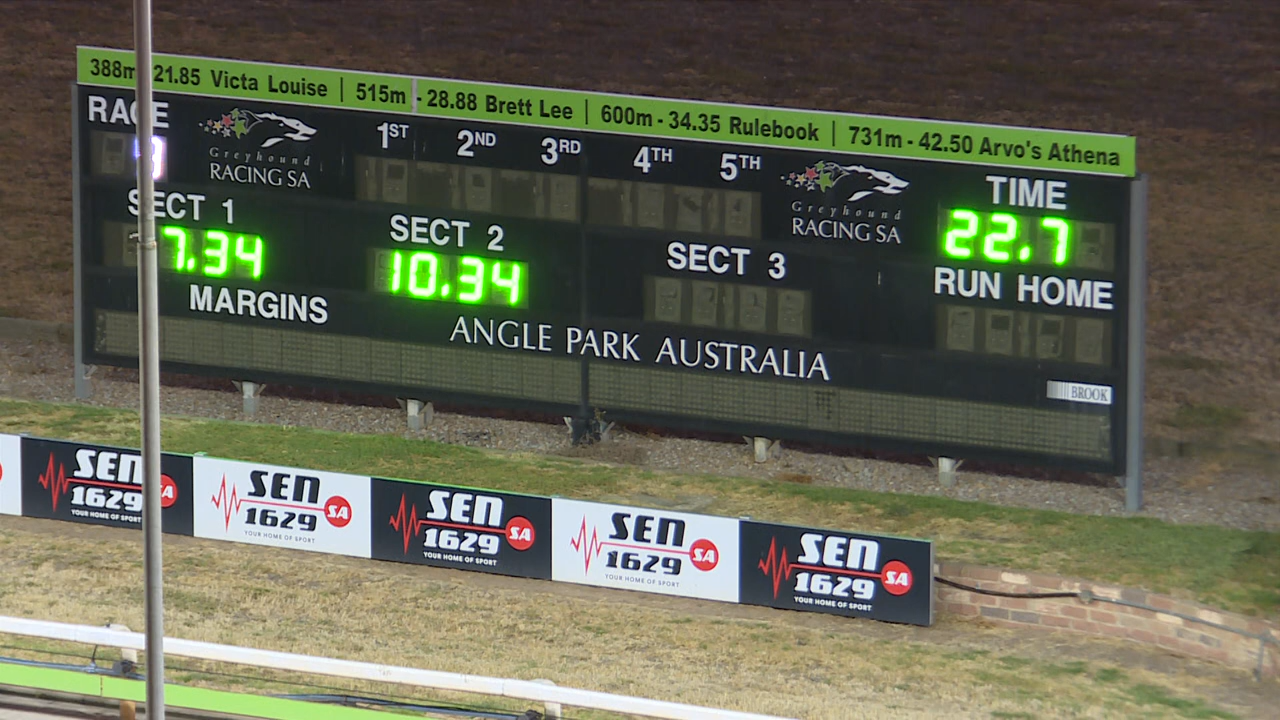 388m 21.85 Victa Louise | 515m - 28.88 Brett Lee | 600m - 34.35 Rulebook | 731m - 42.50 Arvo's Athena
RACE
Greyhound
RACING SA
1ST 2ND 3RD 4TH 5TH
Greyhound
RACING SA
TIME
22.7
SECT 1
7.34
SECT 2
10.34
SECT 3
RUN HOME
MARGINS
ANGLE PARK AUSTRALIA
BROOK
SEN
1629 SA
YOUR HOME OF SPORT
SEN
1629 SA
YOUR HOME OF SPORT
SEN
1629 SA
YOUR HOME OF SPORT
SEN
1629 SA
YOUR HOME OF SPORT
SEN
1629 SA
YOUR HOME OF SPORT